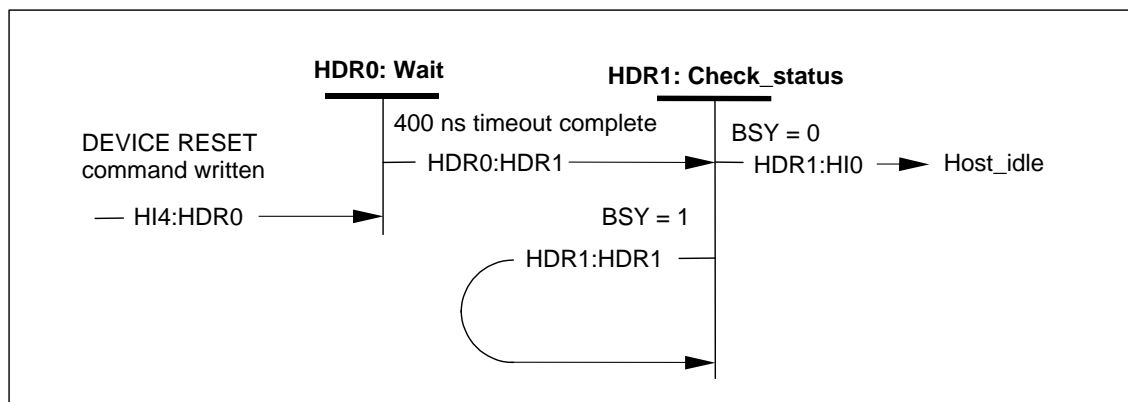 HDR0: Wait
HDR1: Check_status
400 ns timeout complete
BSY = 0
DEVICE RESET
command written
HDR0:HDR1
HDR1:HI0
Host_idle
HI4:HDR0
BSY = 1
HDR1:HDR1